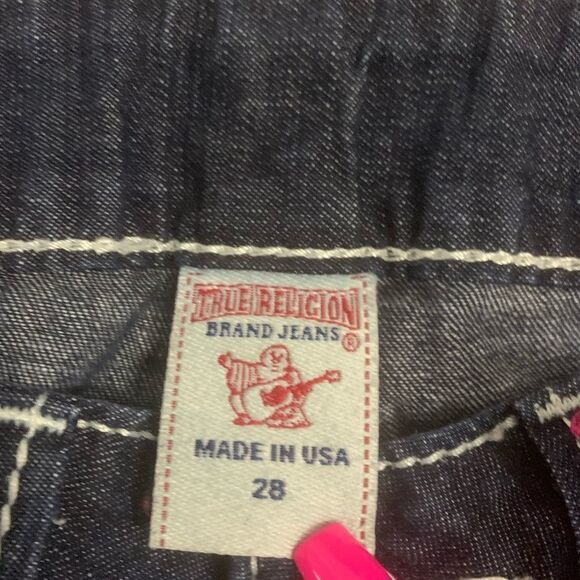 TRUE RELIGION
BRAND JEANS ®
MADE IN USA
28